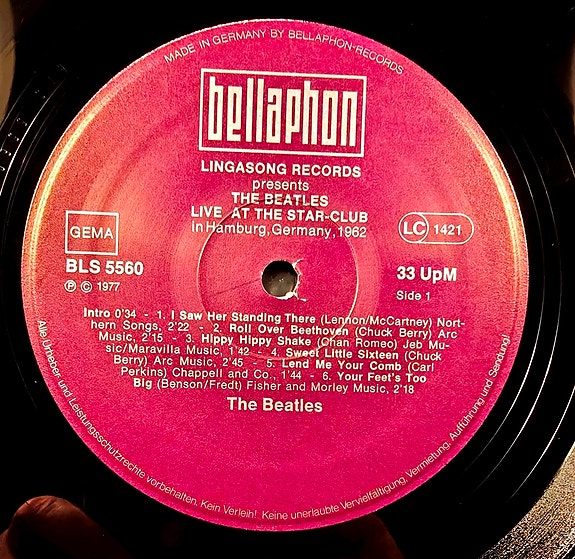 MADE IN GERMANY BY BELLAPHON-RECORDS
bellaphon
LINGASONG RECORDS
presents
THE BEATLES
LIVE AT THE STAR-CLUB
in Hamburg, Germany, 1962
GEMA
LC 1421
BLS 5560
33 UpM
Ⓟ © 1977
Side 1
Intro 0'34 - 1. I Saw Her Standing There (Lennon/McCartney) Nort-
hern Songs, 2'22 - 2. Roll Over Beethoven (Chuck Berry) Arc
Music, 2'15 - 3. Hippy Hippy Shake (Chan Romeo) Jeb Mu-
sic/Maravilla Music, 1'42 - 4. Sweet Little Sixteen (Chuck
Berry) Arc Music, 2'45 - 5. Lend Me Your Comb (Carl
Perkins) Chappell and Co., 1'44 - 6. Your Feet's Too
Big (Benson/Fredt) Fisher and Morley Music, 2'18
The Beatles
Alle Urheber und Leistungsschutzrechte vorbehalten. Kein Verleih! Keine unerlaubte Vervielfältigung, Vermietung, Aufführung und Sendung!